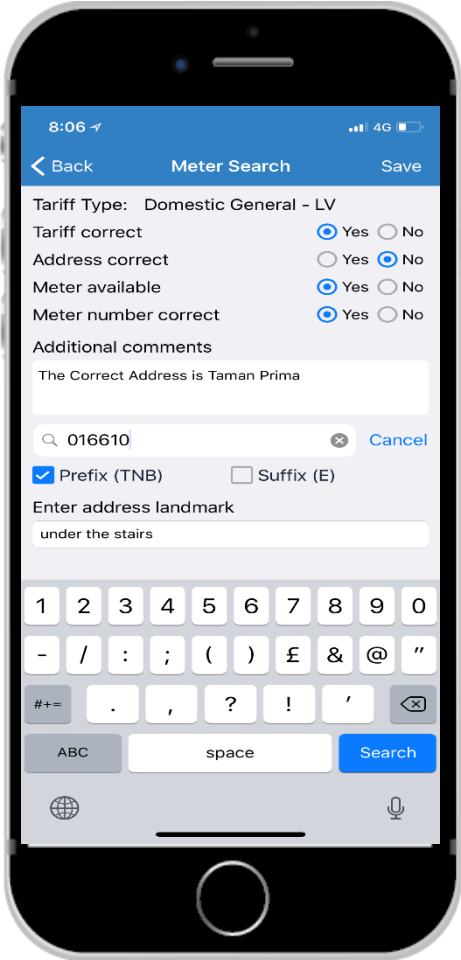 8:06 4G
Back Meter Search Save
Tariff Type: Domestic General - LV
Tariff correct Yes No
Address correct Yes No
Meter available Yes No
Meter number correct Yes No
Additional comments
The Correct Address is Taman Prima
016610 Cancel
Prefix (TNB) Suffix (E)
Enter address landmark
under the stairs
1 2 3 4 5 6 7 8 9 0
- / : ; ( ) £ & @ "
#+= . , ? ! ′
ABC space Search